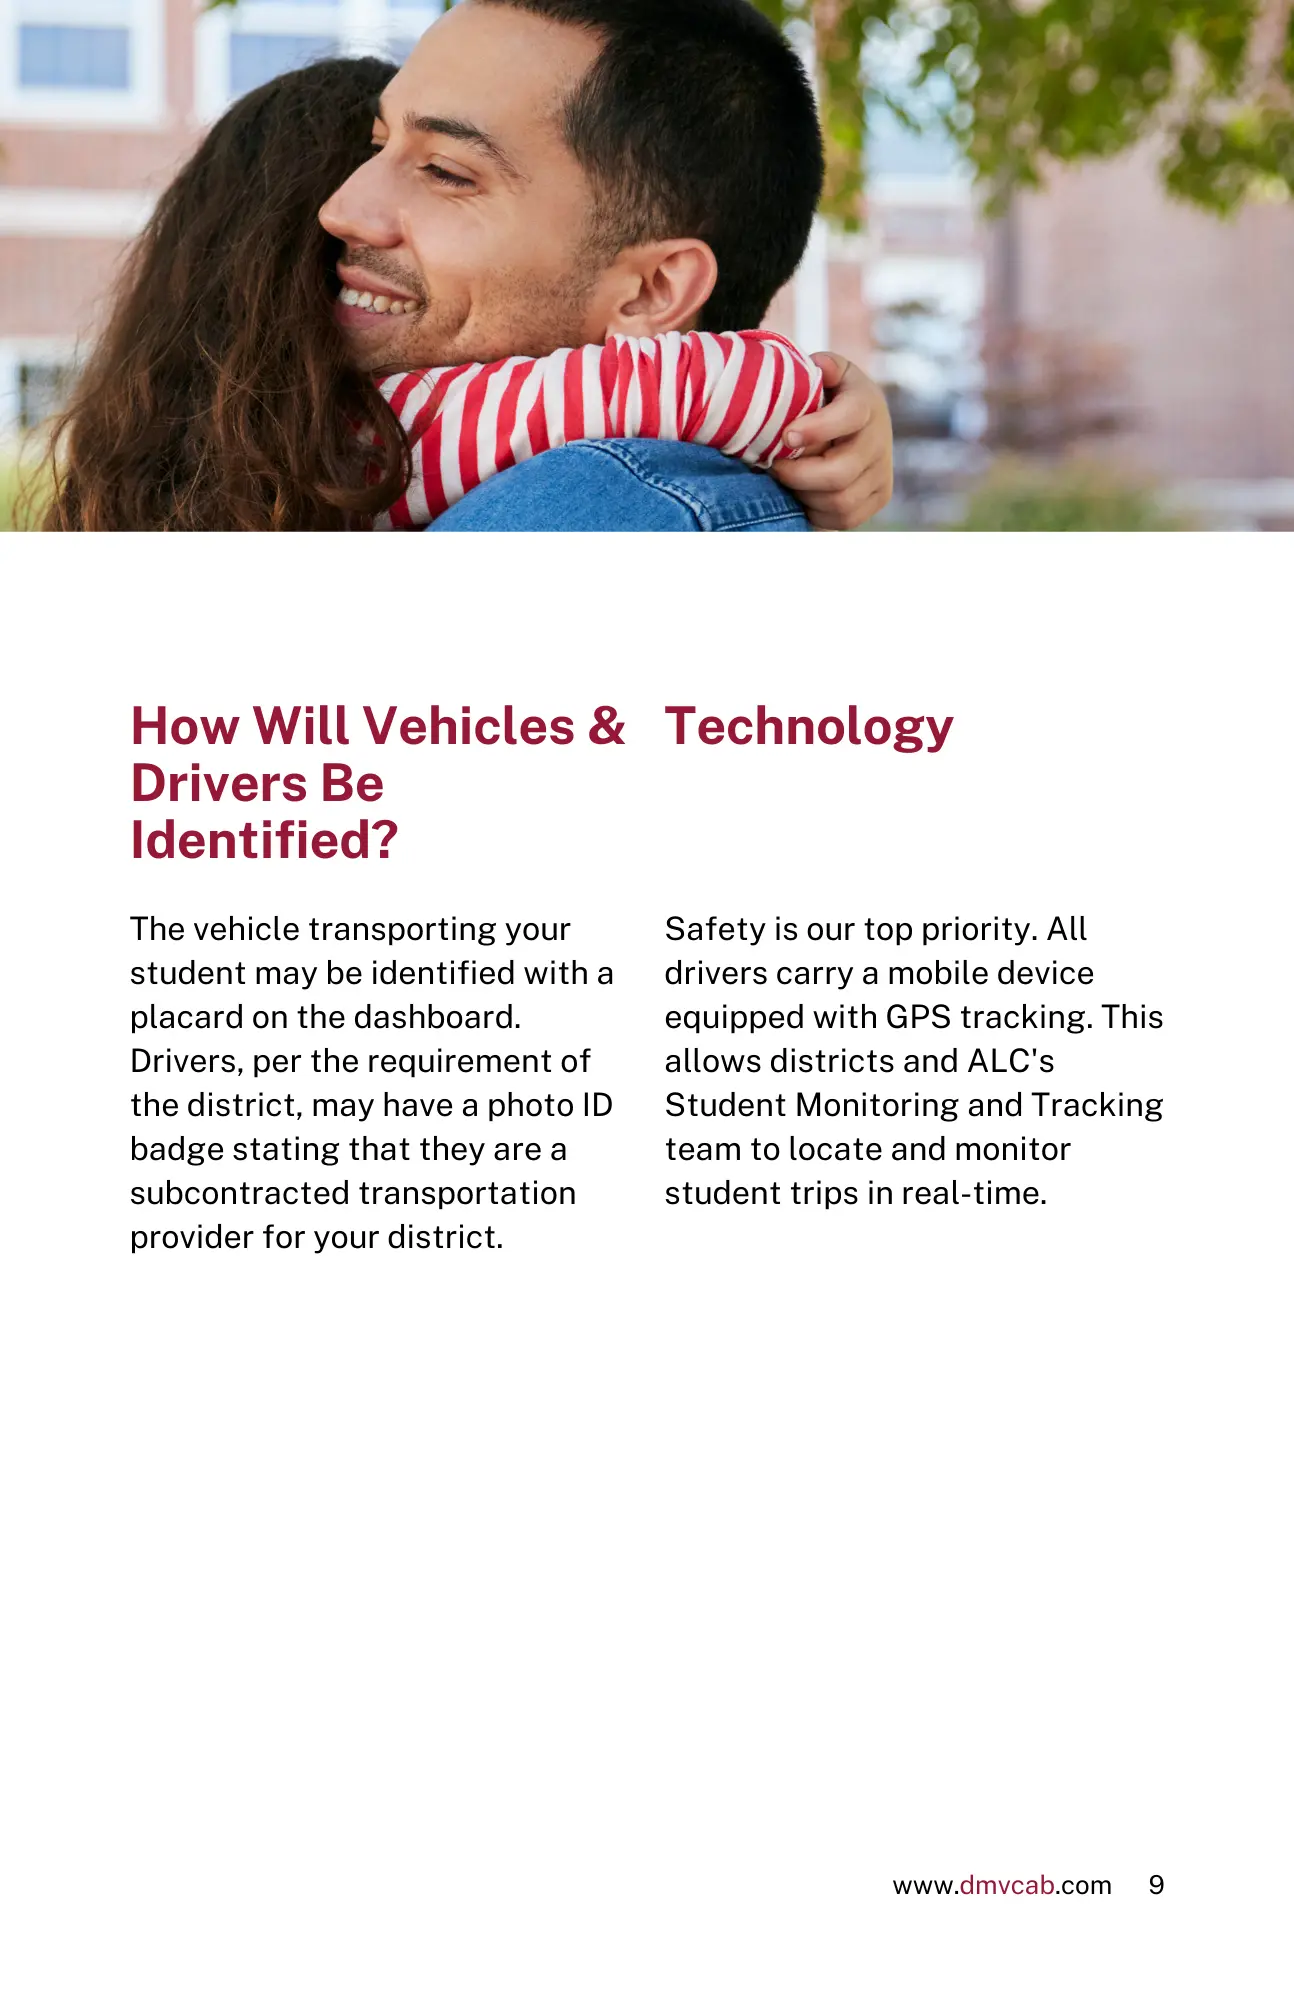 How Will Vehicles &
Drivers Be
Identified?
The vehicle transporting your
student may be identified with a
placard on the dashboard.
Drivers, per the requirement of
the district, may have a photo ID
badge stating that they are a
subcontracted transportation
provider for your district.
Technology
Safety is our top priority. All
drivers carry a mobile device
equipped with GPS tracking. This
allows districts and ALC's
Student Monitoring and Tracking
team to locate and monitor
student trips in real-time.
www.dmvcab.com 9